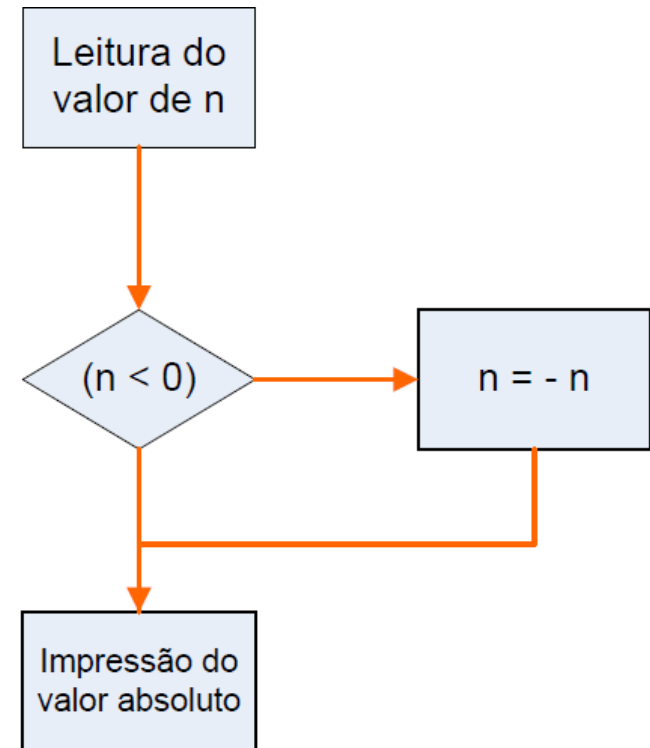 Leitura do
valor de n
(n < 0)
n = - n
Impressão do
valor absoluto